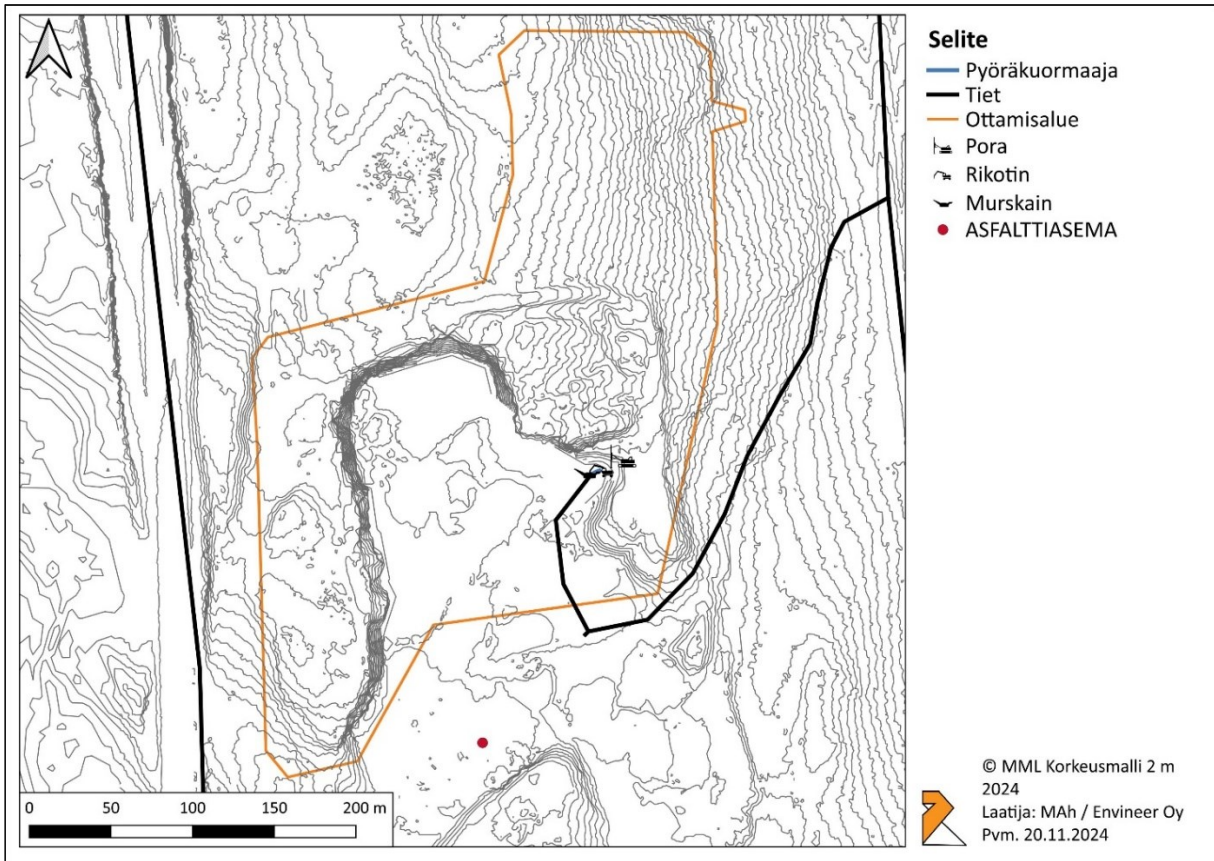 Selite
Pyöräkuormaaja
Tiet
Ottamisalue
Pora
Rikotin
Murskain
ASFALTTIASEMA
0 50 100 150 200 m
© MML Korkeusmalli 2 m
2024
Laatija: MAh / Envineer Oy
Pvm. 20.11.2024